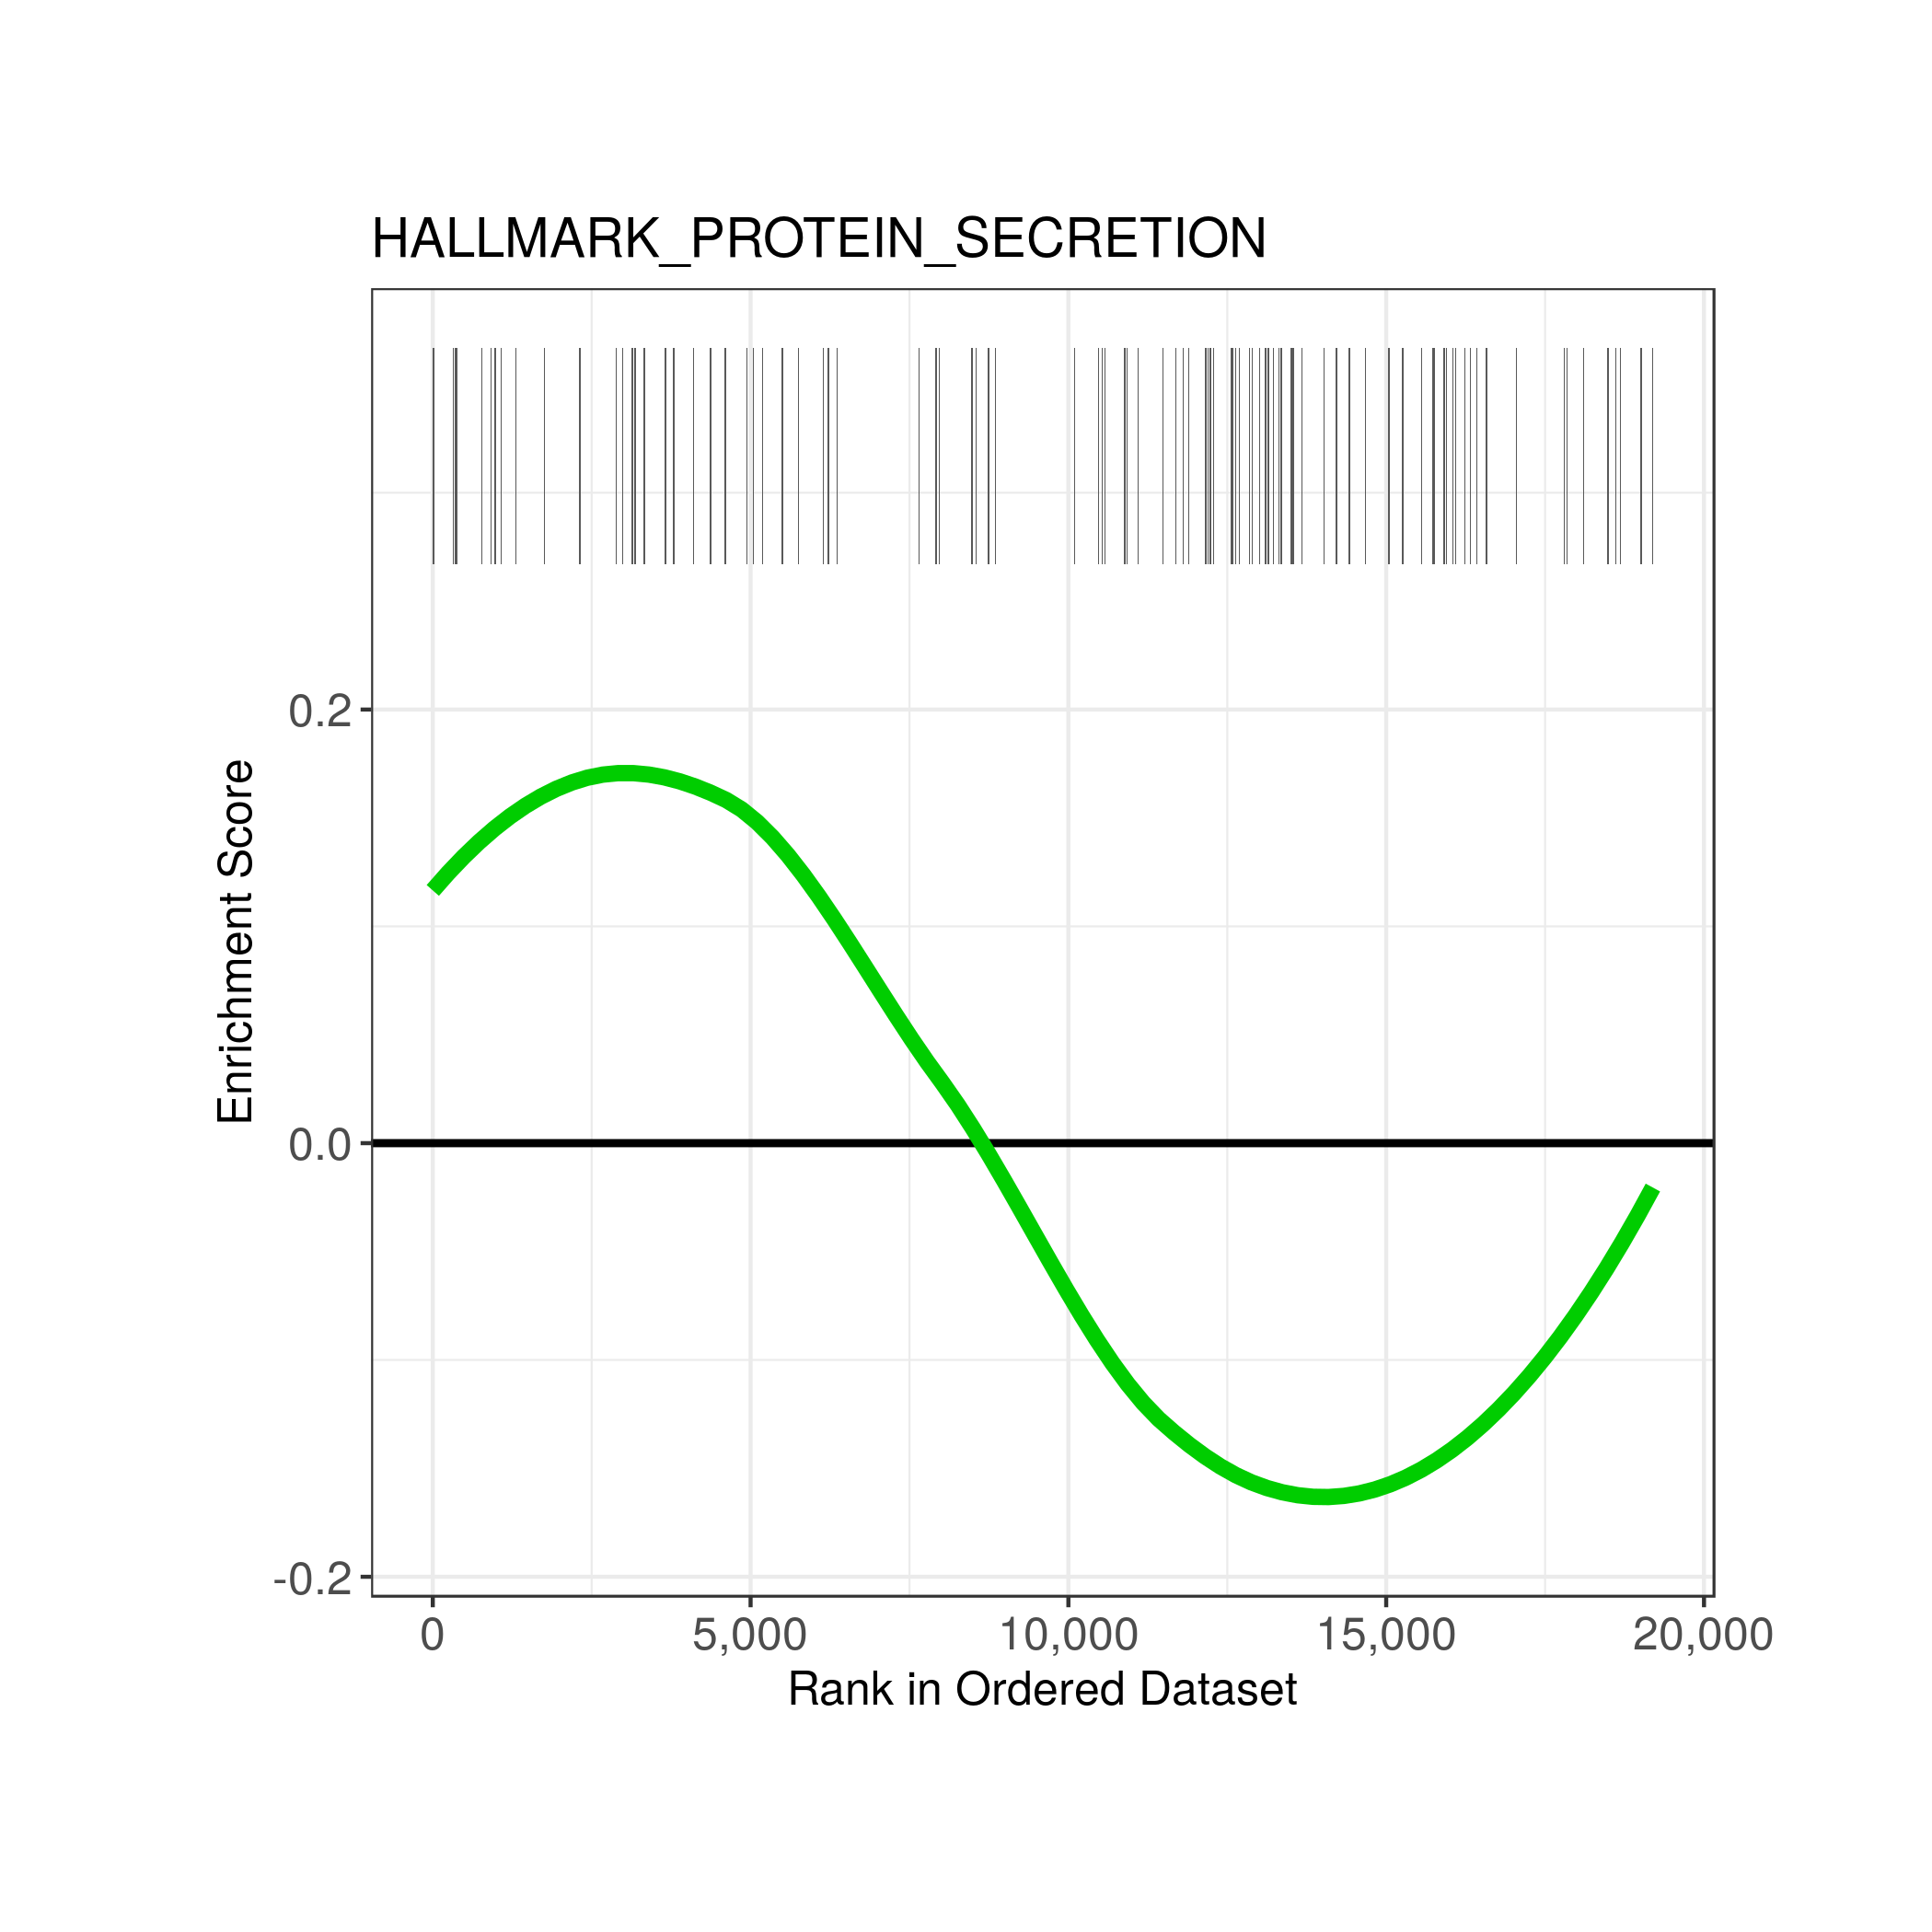 HALLMARK_PROTEIN_SECRETION
Enrichment Score
0.2
0.0
-0.2
0
5,000
10,000
15,000
20,000
Rank in Ordered Dataset